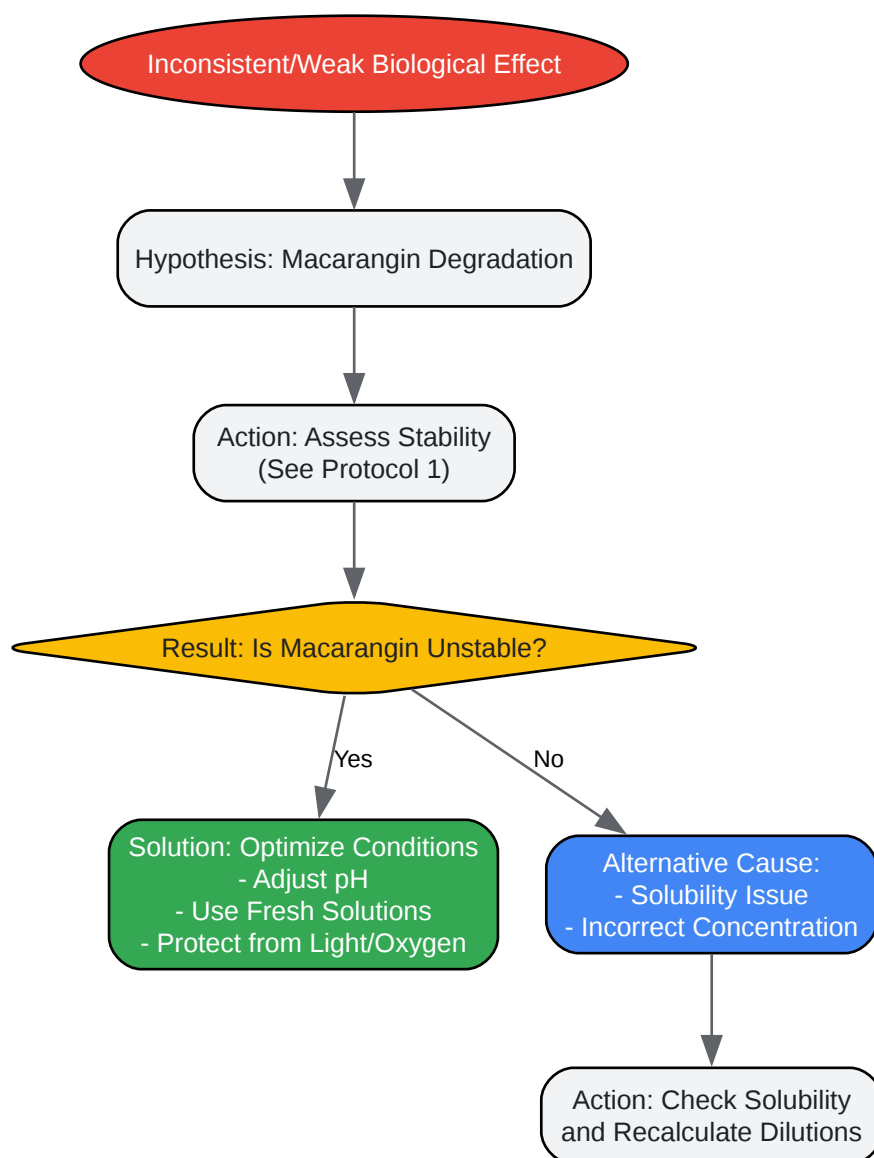 Inconsistent/Weak Biological Effect
Hypothesis: Macarangin Degradation
Action: Assess Stability
(See Protocol 1)
Result: Is Macarangin Unstable?
Yes
No
Solution: Optimize Conditions
- Adjust pH
- Use Fresh Solutions
- Protect from Light/Oxygen
Alternative Cause:
- Solubility Issue
- Incorrect Concentration
Action: Check Solubility
and Recalculate Dilutions